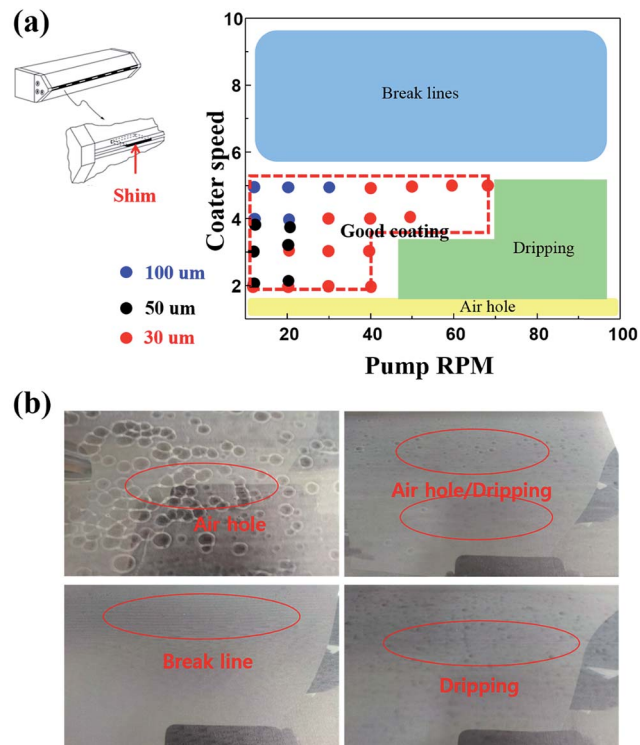 (a)
Shim
100 um
50 um
30 um
Coater speed
10
8
6
4
2
Break lines
Good coating
Dripping
Air hole
20
40
60
80
100
Pump RPM
(b)
Air hole
Air hole/Dripping
Break line
Dripping